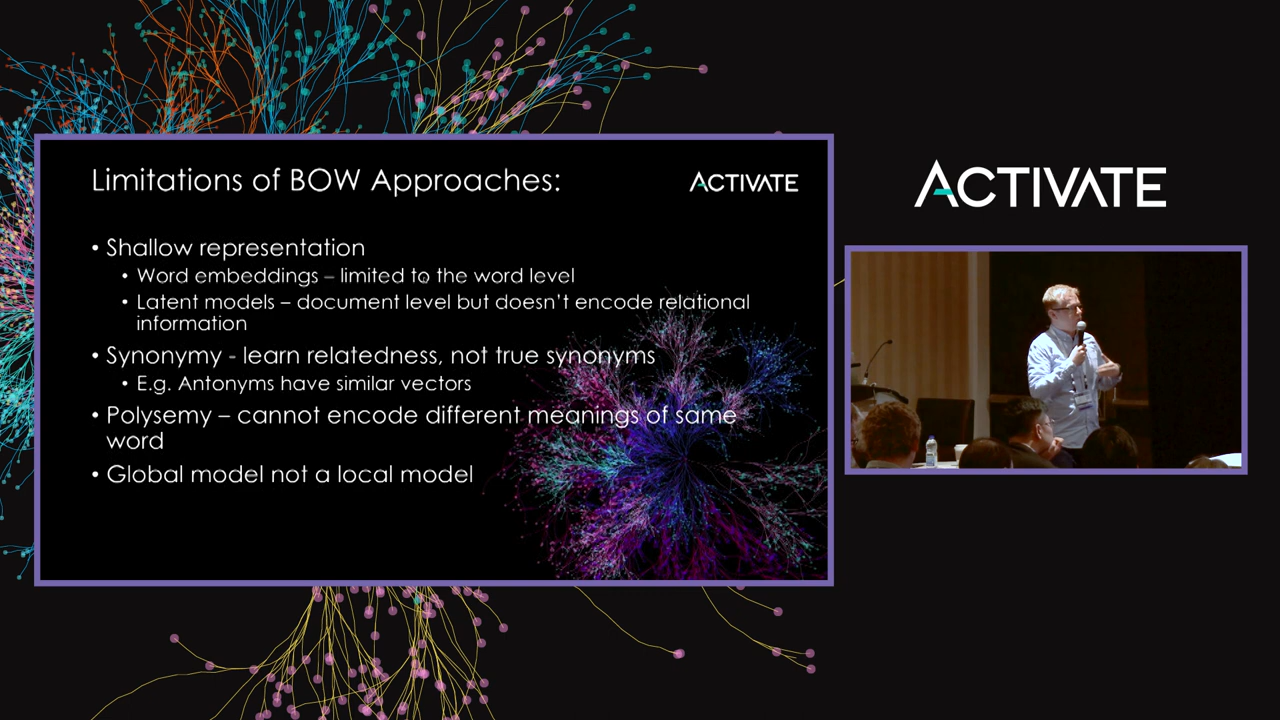 Limitations of BOW Approaches:
ACTIVATE
• Shallow representation
• Word embeddings – limited to the word level
• Latent models – document level but doesn't encode relational
information
• Synonymy - learn relatedness, not true synonyms
• E.g. Antonyms have similar vectors
• Polysemy – cannot encode different meanings of same
word
• Global model not a local model
ACTIVATE